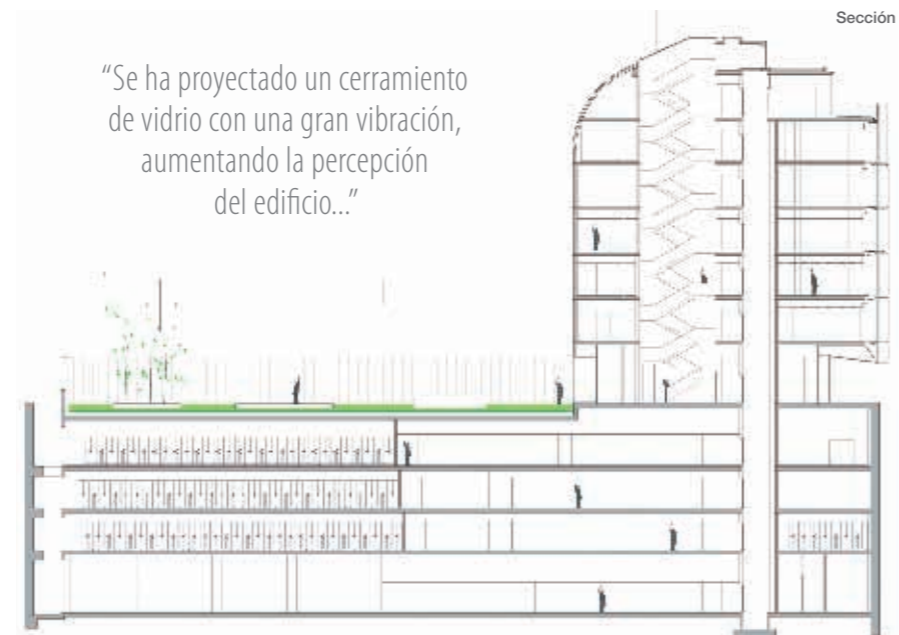 Sección
“Se ha proyectado un cerramiento
de vidrio con una gran vibración,
aumentando la percepción
del edificio...”